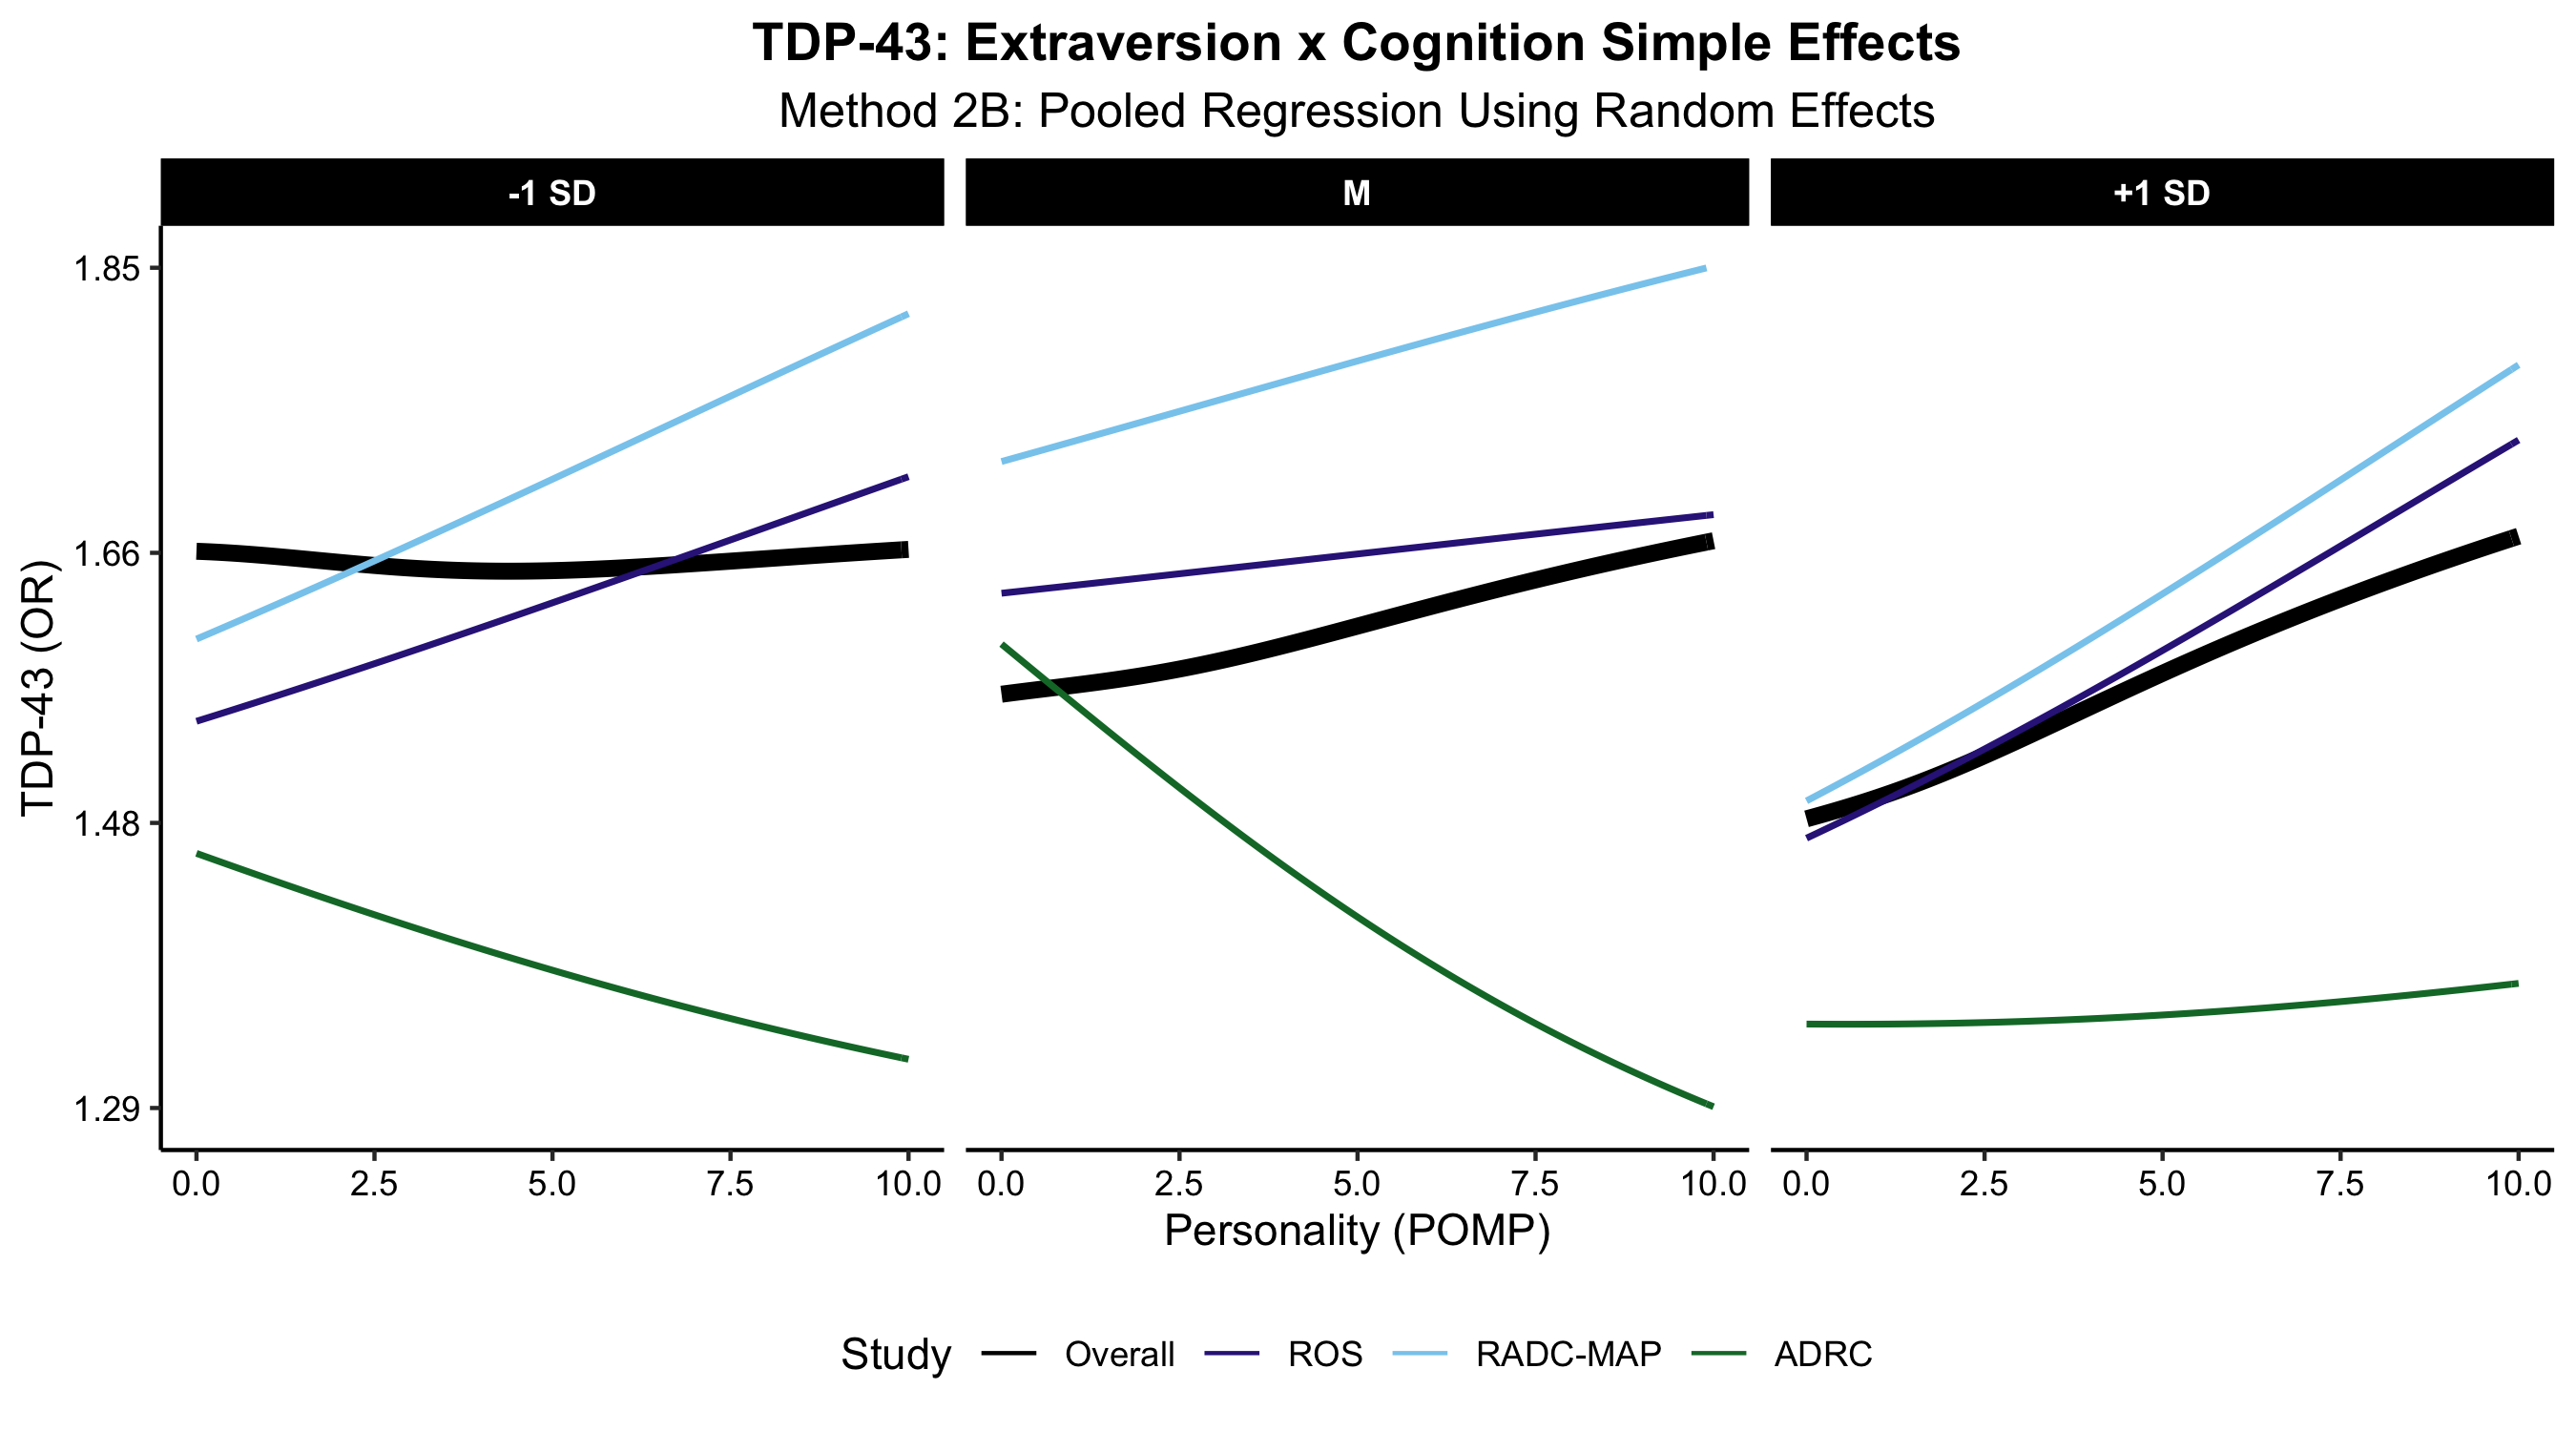 TDP-43: Extraversion x Cognition Simple Effects
Method 2B: Pooled Regression Using Random Effects
-1 SD M +1 SD
TDP-43 (OR)
1.85
1.66
1.48
1.29
0.0 2.5 5.0 7.5 10.0 0.0 2.5 5.0 7.5 10.0 0.0 2.5 5.0 7.5 10.0
Personality (POMP)
Study Overall ROS RADC-MAP ADRC